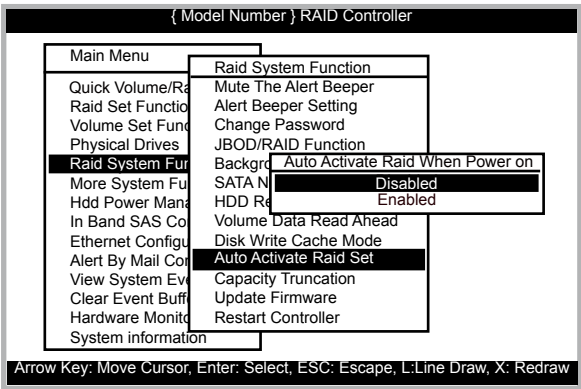 { Model Number } RAID Controller
Main Menu
Quick Volume/Ra
Raid Set Functio
Volume Set Func
Physical Drives
Raid System Fun
More System Fu
Hdd Power Mana
In Band SAS Co
Ethernet Configu
Alert By Mail Con
View System Eve
Clear Event Buff
Hardware Monito
System information
Raid System Function
Mute The Alert Beeper
Alert Beeper Setting
Change Password
JBOD/RAID Function
Backgro
SATA N
HDD Re
Volume Data Read Ahead
Disk Write Cache Mode
Auto Activate Raid Set
Capacity Truncation
Update Firmware
Restart Controller
Auto Activate Raid When Power on
Disabled
Enabled
Arrow Key: Move Cursor, Enter: Select, ESC: Escape, L:Line Draw, X: Redraw